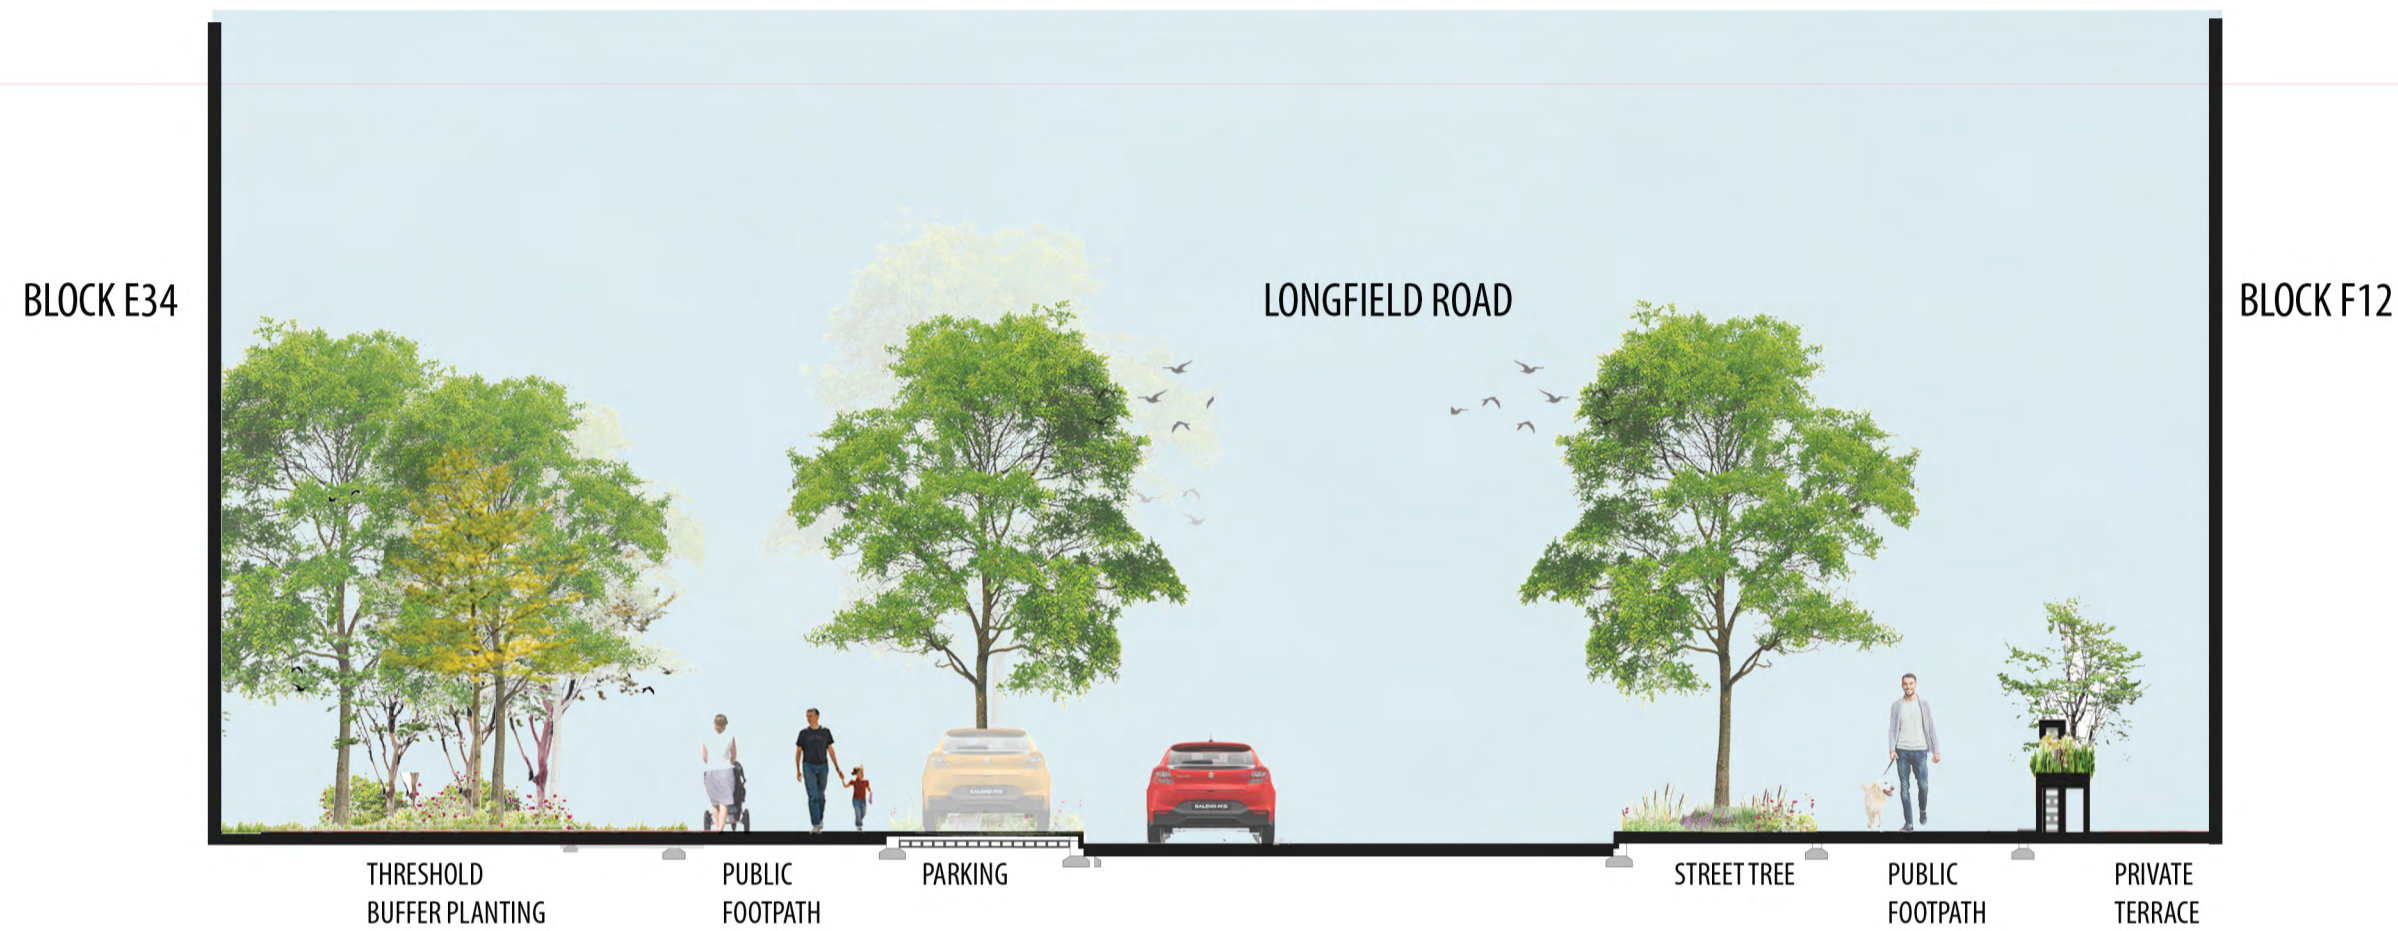 BLOCK E34
LONGFIELD ROAD
BLOCK F12
THRESHOLD
BUFFER PLANTING
PUBLIC
FOOTPATH
PARKING
STREET TREE
PUBLIC
FOOTPATH
PRIVATE
TERRACE